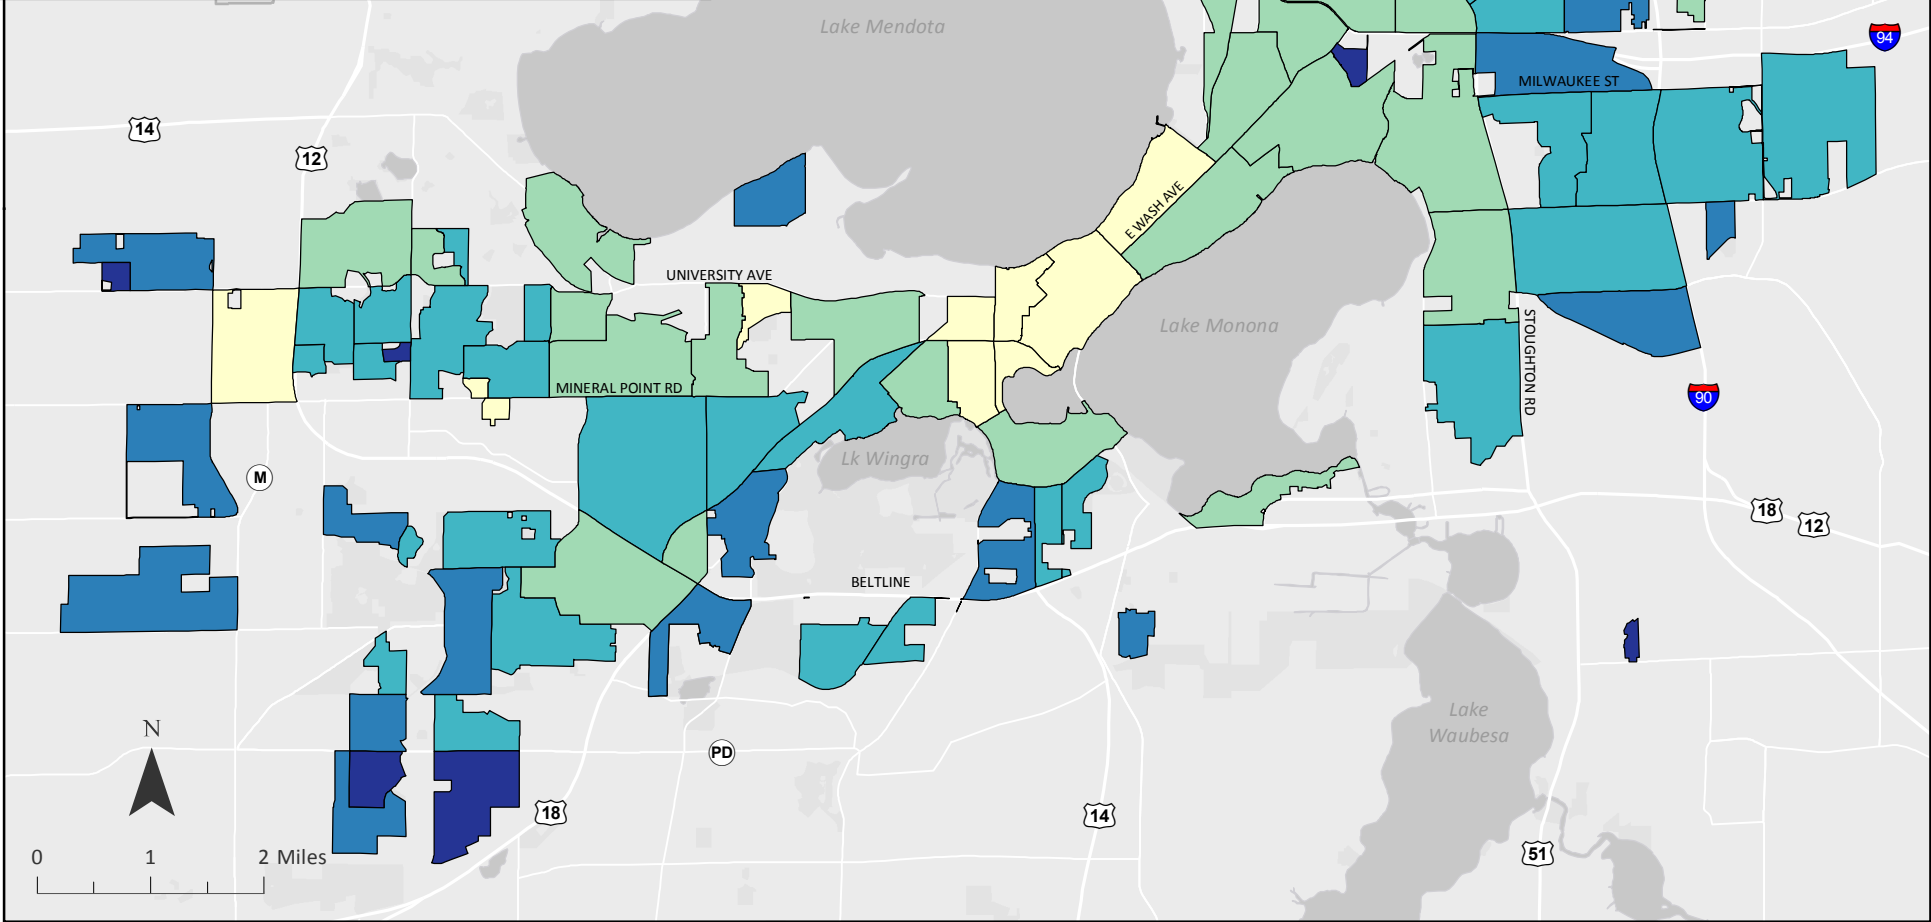 Lake Mendota
94
MILWAUKEE ST
14
12
E WASH AVE
UNIVERSITY AVE
Lake Monona
STOUGHTON RD
MINERAL POINT RD
90
Lk Wingra
M
18
12
BELTLINE
Lake
Waubesa
N
PD
18
14
51
0 1 2 Miles